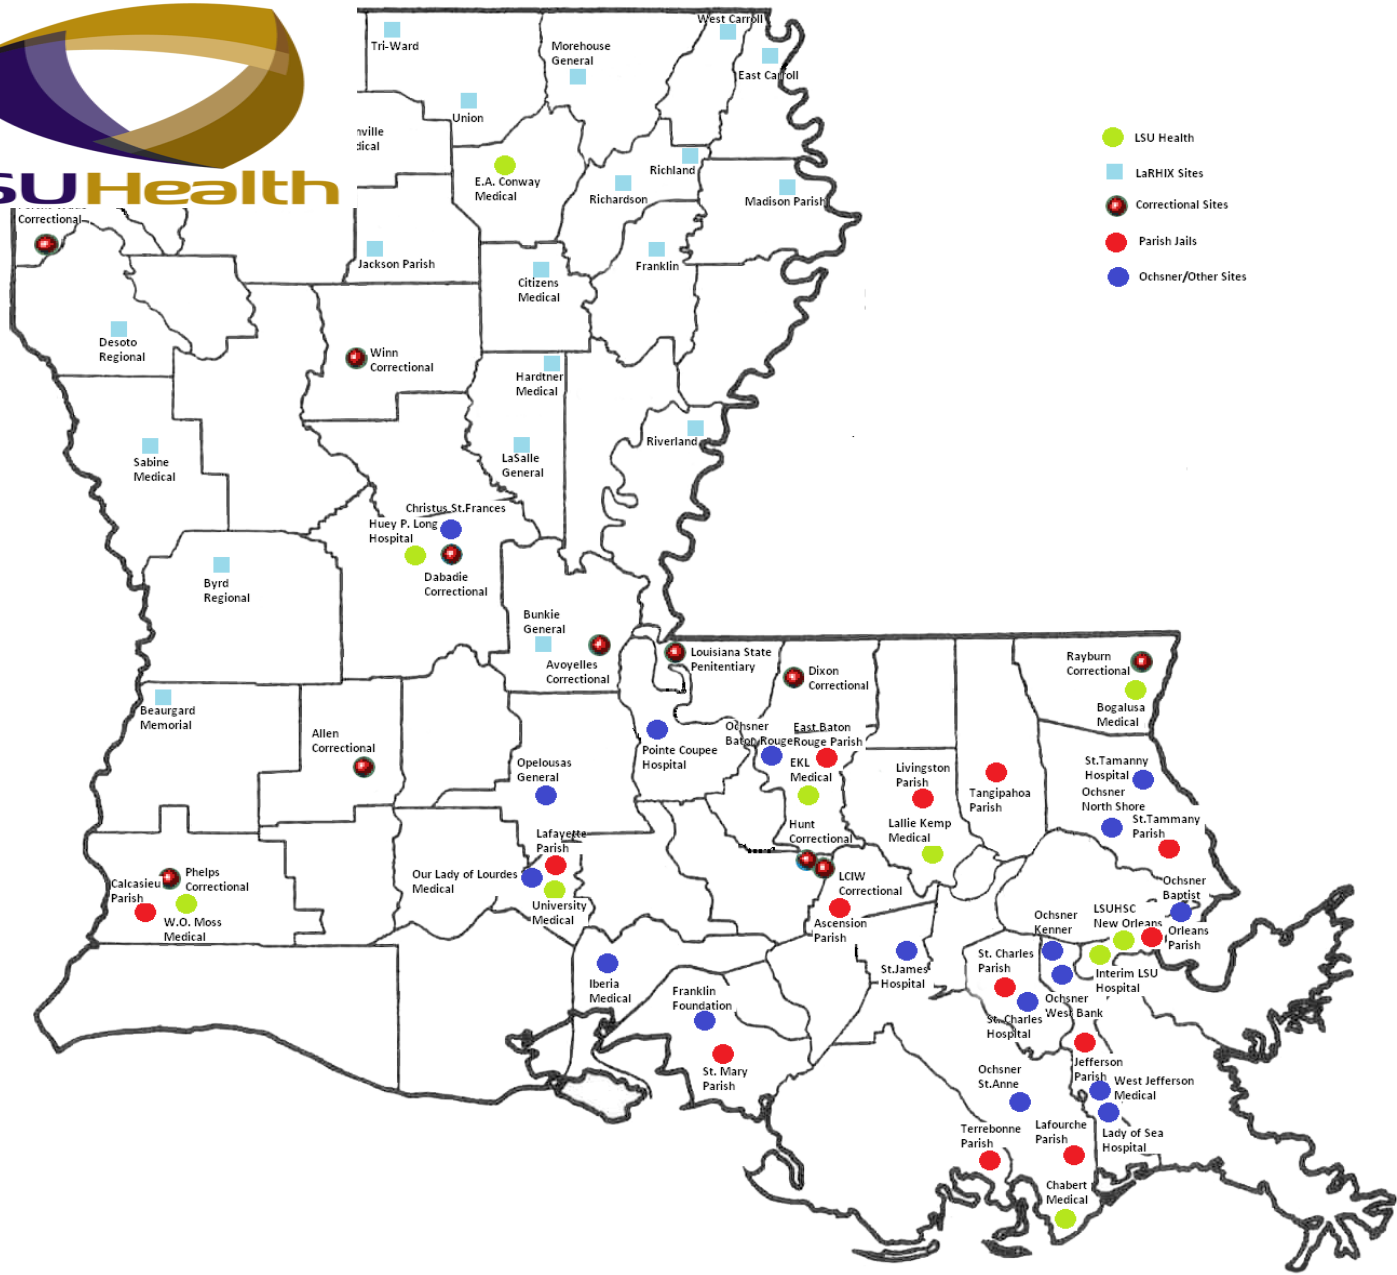 West Carroll
Tri-Ward
Morehouse
General
East Carroll
Union
LSU Health
LaRHIX Sites
Correctional Sites
Parish Jails
Ochsner/Other Sites
E.A. Conway
Medical
Richland
Richardson
Madison Parish
SUHealth
Correctional
Jackson Parish
Franklin
Citizens
Medical
Desoto
Regional
Winn
Correctional
Hardtner
Medical
Riverland
Sabine
Medical
LaSalle
General
Christus St.Frances
Huey P. Long
Hospital
Dabadie
Correctional
Byrd
Regional
Bunkie
General
Avoyelles
Correctional
Louisiana State
Penitentiary
Dixon
Correctional
Rayburn
Correctional
Bogalusa
Medical
Beaurgard
Memorial
Allen
Correctional
Pointe Coupee
Hospital
Ochsner
Baton Rouge
East Baton
Rouge Parish
EKL
Medical
Opelousas
General
Livingston
Parish
Tangipahoa
Parish
St.Tamanny
Hospital
Ochsner
North Shore
St.Tammany
Parish
Hunt
Correctional
Lallie Kemp
Medical
Lafayette
Parish
Our Lady of Lourdes
Medical
University
Medical
Phelps
Correctional
Calcasieu
Parish
W.O. Moss
Medical
LCIW
Correctional
Ascension
Parish
Ochsner
Baptist
LSUHSC
New Orleans
Orleans
Parish
Ochsner
Kenner
St. Charles
Parish
St.James
Hospital
Interim LSU
Hospital
Iberia
Medical
Franklin
Foundation
Ochsner
West Bank
St. Charles
Hospital
St. Mary
Parish
Jefferson
Parish
Ochsner
St.Anne
West Jefferson
Medical
Lady of Sea
Hospital
Terrebonne
Parish
Lafourche
Parish
Chabert
Medical